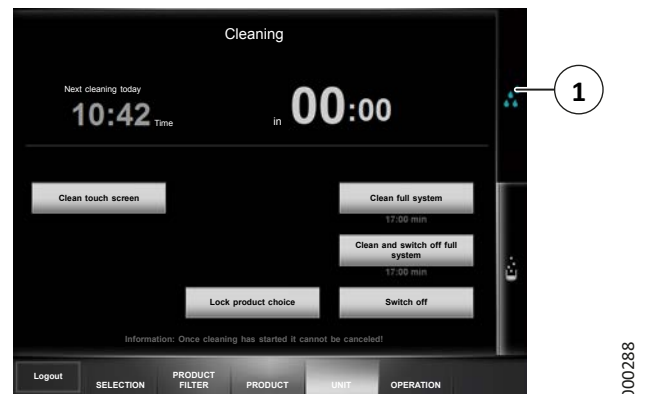 Cleaning
Next cleaning today
10:42 Time
in 00:00
1
Clean touch screen
Clean full system
17:00 min
Clean and switch off full
system
17:00 min
Lock product choice
Switch off
Information: Once cleaning has started it cannot be canceled!
Logout
SELECTION
PRODUCT
FILTER
PRODUCT
UNIT
OPERATION
000288